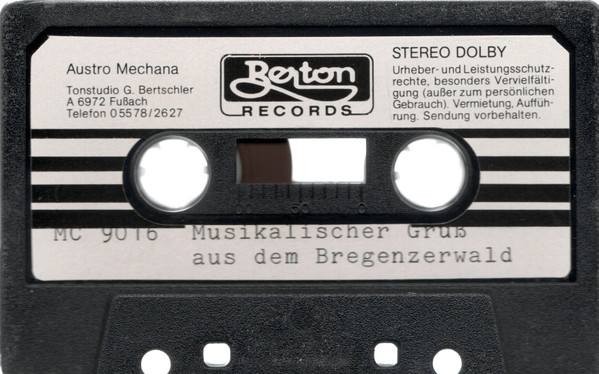 Austro Mechana
Tonstudio G. Bertschler
A 6972 Fußach
Telefon 05578/2627
Berton
RECORDS
STEREO DOLBY
Urheber- und Leistungsschutz-
rechte, besonders Vervielfälti-
gung (außer zum persönlichen
Gebrauch). Vermietung, Auffüh-
rung. Sendung vorbehalten.
100 50 0
MC 9016 Musikalischer Gruß
aus dem Bregenzerwald